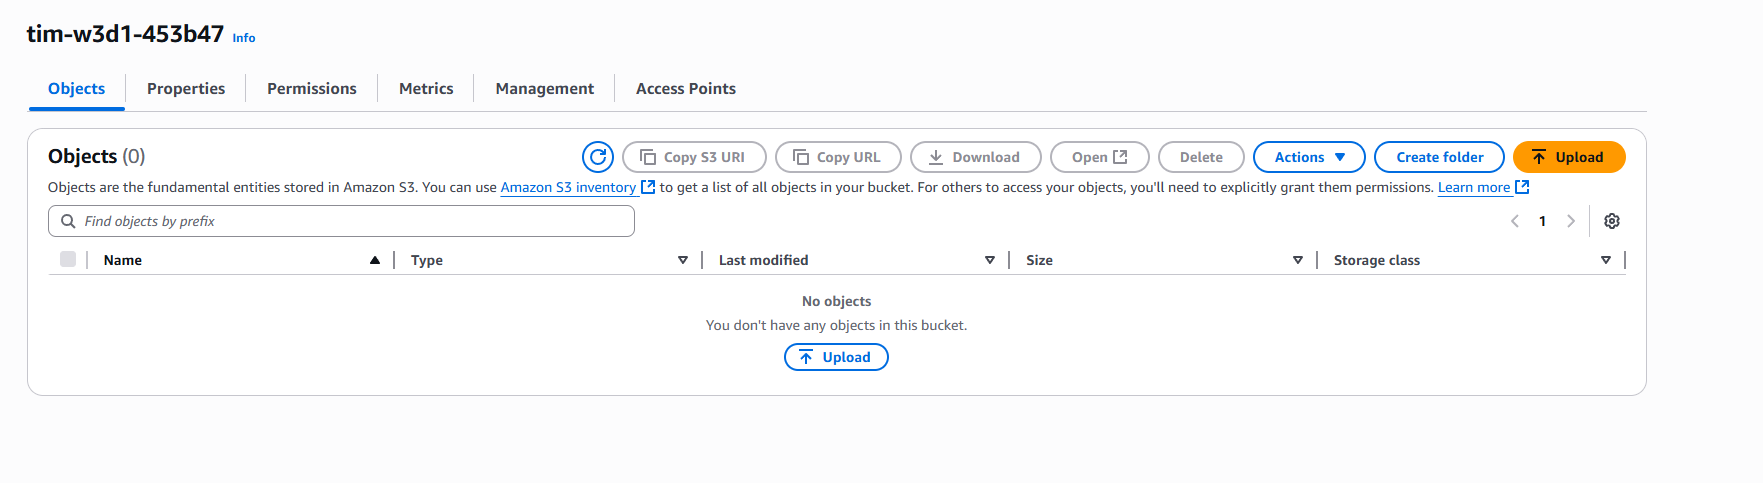 tim-w3d1-453b47 Info
Objects Properties Permissions Metrics Management Access Points
Objects (0) Copy S3 URI Copy URL Download Open Delete Actions Create folder Upload
Objects are the fundamental entities stored in Amazon S3. You can use Amazon S3 inventory to get a list of all objects in your bucket. For others to access your objects, you'll need to explicitly grant them permissions. Learn more
Find objects by prefix 1
Name Type Last modified Size Storage class
No objects
You don't have any objects in this bucket.
Upload